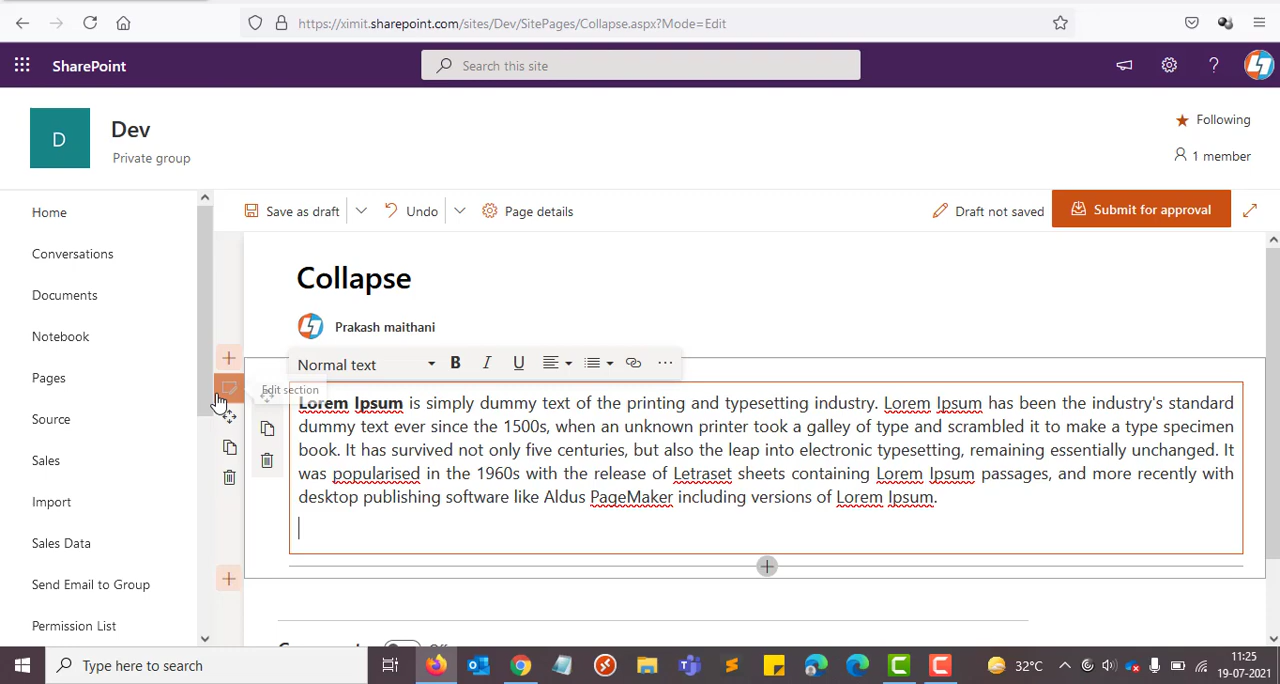 https://ximit.sharepoint.com/sites/Dev/SitePages/Collapse.aspx?Mode=Edit
SharePoint
Search this site
?
D
Dev
Private group
Following
1 member
Home
Conversations
Documents
Notebook
Pages
Source
Sales
Import
Sales Data
Send Email to Group
Permission List
Save as draft
Undo
Page details
Draft not saved
Submit for approval
Collapse
Prakash maithani
Normal text
B
I
U
Edit section
Lorem Ipsum is simply dummy text of the printing and typesetting industry. Lorem Ipsum has been the industry's standard
dummy text ever since the 1500s, when an unknown printer took a galley of type and scrambled it to make a type specimen
book. It has survived not only five centuries, but also the leap into electronic typesetting, remaining essentially unchanged. It
was popularised in the 1960s with the release of Letraset sheets containing Lorem Ipsum passages, and more recently with
desktop publishing software like Aldus PageMaker including versions of Lorem Ipsum.
Type here to search
32°C
11:25
19-07-2021